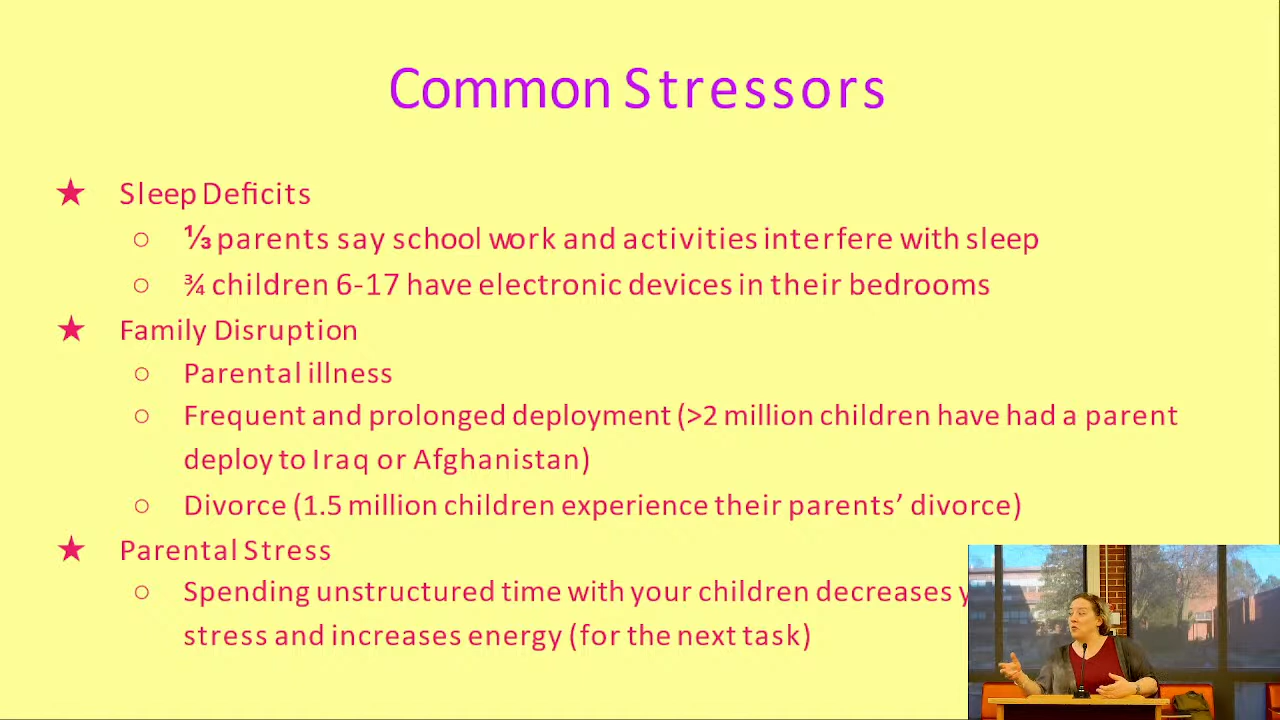 Common Stressors
★ Sleep Deficits
○ ⅓ parents say school work and activities interfere with sleep
○ ¾ children 6-17 have electronic devices in their bedrooms
★ Family Disruption
○ Parental illness
○ Frequent and prolonged deployment (>2 million children have had a parent
deploy to Iraq or Afghanistan)
○ Divorce (1.5 million children experience their parents’ divorce)
★ Parental Stress
○ Spending unstructured time with your children decreases
stress and increases energy (for the next task)